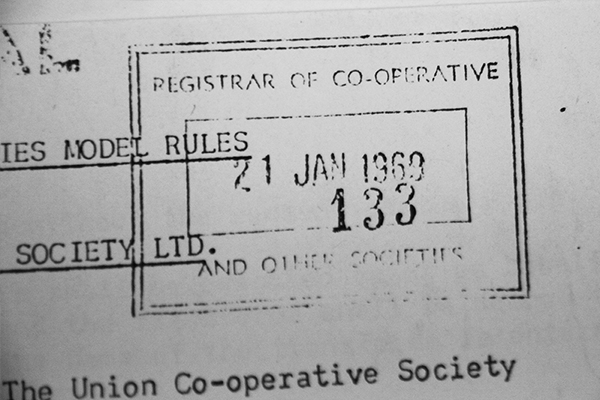 REGISTRAR OF CO-OPERATIVE
IES MODEL RULES
21 JAN 1969
133
SOCIETY LTD.
AND OTHER SOCIETIES
The Union Co-operative Society